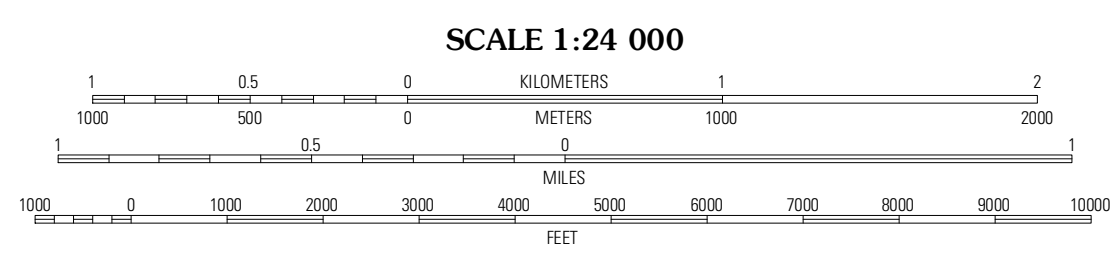 SCALE 1:24 000
1 0.5 0 KILOMETERS 1 2
1000 500 0 METERS 1000 2000
1 0.5 0 1
MILES
1000 0 1000 2000 3000 4000 5000 6000 7000 8000 9000 10000
FEET